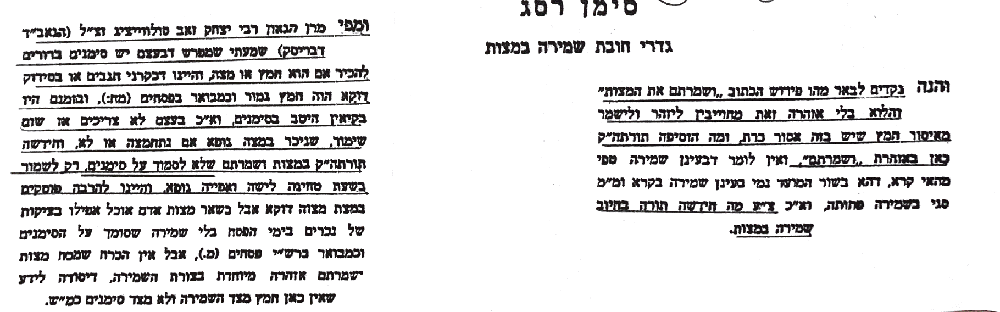 סימן רסג
גדרי חובת שמירה במצות
והנה נקדים לבאר מהו פירוש הכתוב „ושמרתם את המצות״
והלוא בלי אזהרה זאת מחוייבין ליזהר ולישמר
מאיסור חמץ שיש בזה אסור כרת, ומה הוסיפה תורתה״ק
כאן באזהרת „ושמרתם״, ואין לומר דבעינן שמירה טפי
מהאי קרא, דהא בשור המועד נמי בעינן שמירה בקרא ומ״מ
סגי בשמירה פחותה, וא״כ צ״ע מה חידשה תורה בחיוב
שמירה במצות.
ומפי מרן הגאון רבי יצחק זאב סולווייציג זצ״ל (הגאב״ד
דבריסק) שמעתי שמפרש דבעצם יש סימנים ברורים
להכיר אם הוא חמץ או מצה, והיינו דכקרני חגבים או בסידוק
דוקא הוה חמץ גמור וכמבואר בפסחים (מח:), ובזמנם היו
בקיאין היטב בסימנים, וא״כ בעצם לא צריכים אז שום
שימור, שניכר במצה גופא אם נתחמצה או לא, וחידשה
תורתה״ק במצות ושמרתם שלא לסמוך על סימנים, רק לשמור
בשעת טחינה לישה ואפייה גופא, והיינו להרבה פוסקים
במצת מצוה דוקא אבל בשאר מצות אדם אוכל אפילו בציקות
של נכרים בימי הפסח בלי שמירה שסומך על הסימנים
וכמבואר ברש״י פסחים (מ.), אבל אין הכרח שמכח מצות
ושמרתם אזהרה מיוחדת בצורת השמירה, דיסודה לידע
שאין כאן חמץ מצד השמירה ולא מצד סימנים כמ״ש.